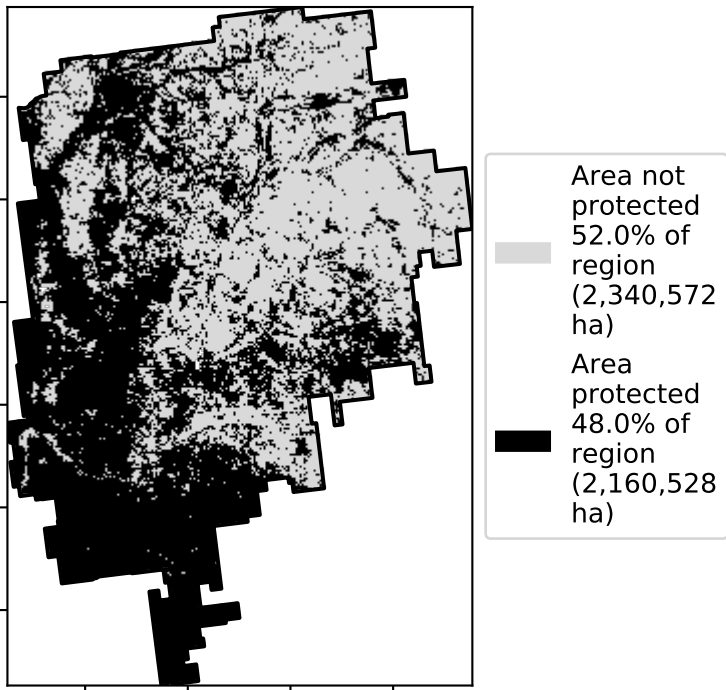 Area not
protected
52.0% of
region
(2,340,572
ha)
Area
protected
48.0% of
region
(2,160,528
ha)